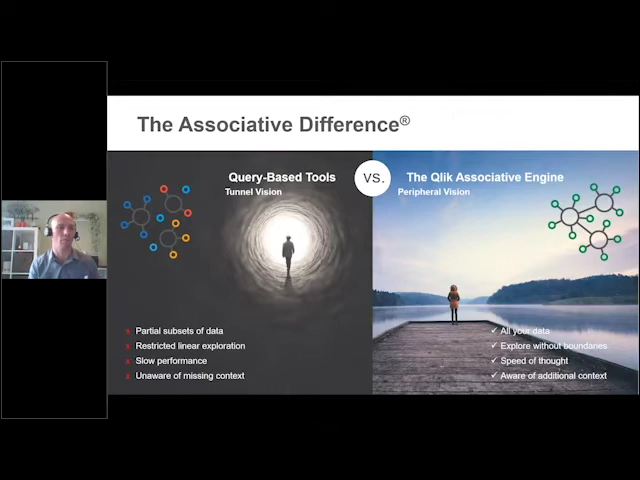 The Associative Difference®
Query-Based Tools
Tunnel Vision
VS.
The Qlik Associative Engine
Peripheral Vision
x Partial subsets of data
x Restricted linear exploration
x Slow performance
x Unaware of missing context
✓ All your data
✓ Explore without boundaries
✓ Speed of thought
✓ Aware of additional context